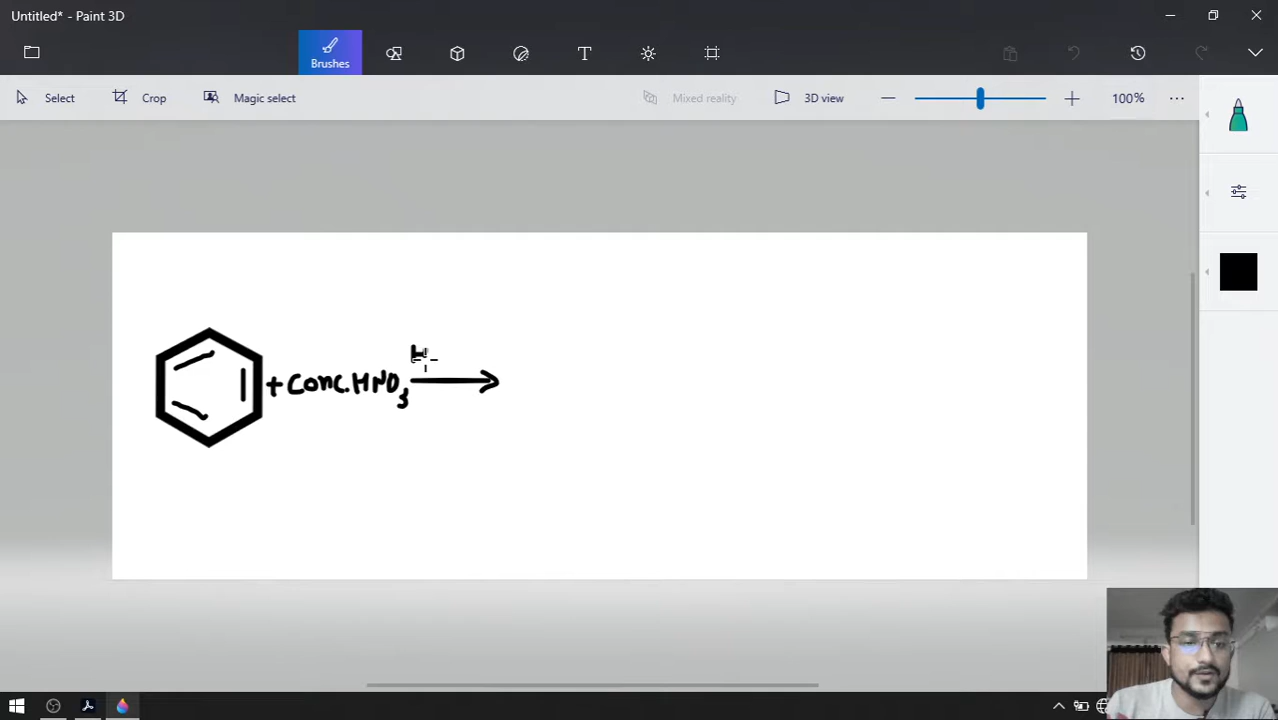 Untitled* - Paint 3D
Brushes
Select Crop Magic select Mixed reality 3D view 100%
+ Conc. HNO3 H